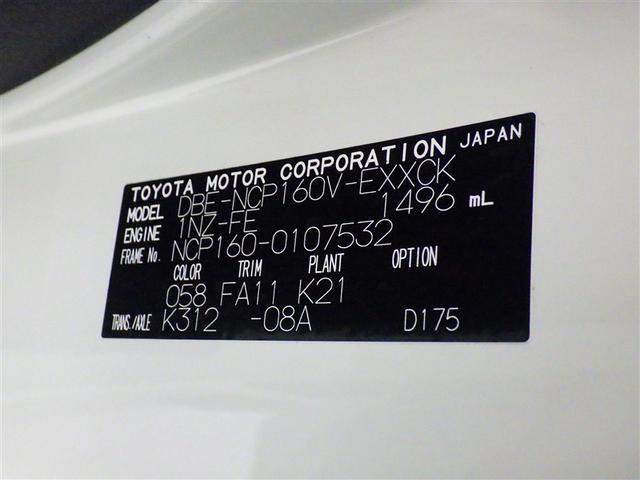 TOYOTA MOTOR CORPORATION JAPAN
MODEL DBE-NCP160V-EXXCK
ENGINE 1NZ-FE 1496 mL
FRAME No. NCP160-0107532
COLOR TRIM PLANT OPTION
058 FA11 K21
TRANS./AXLE K312 -08A D175